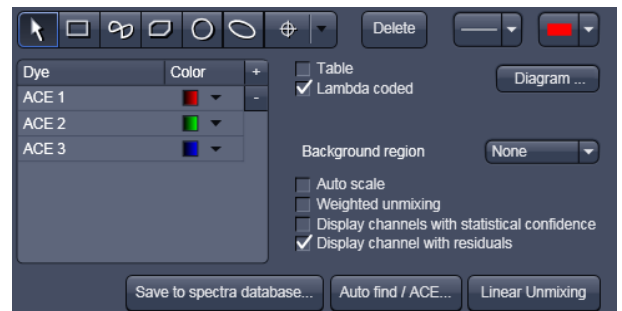 Delete
Dye Color +
ACE 1 -
ACE 2
ACE 3
Table
Lambda coded
Diagram ...
Background region None
Auto scale
Weighted unmixing
Display channels with statistical confidence
Display channel with residuals
Save to spectra database... Auto find / ACE... Linear Unmixing